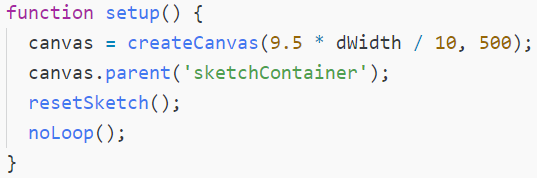 function setup() {
  canvas = createCanvas(9.5 * dWidth / 10, 500);
  canvas.parent('sketchContainer');
  resetSketch();
  noLoop();
}